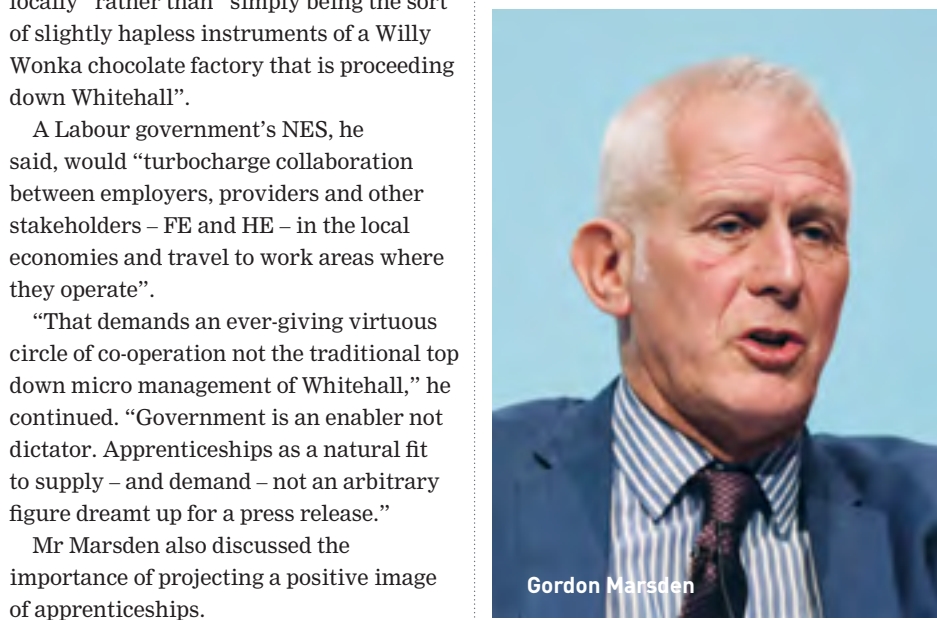 locally” rather than “simply being the sort
of slightly hapless instruments of a Willy
Wonka chocolate factory that is proceeding
down Whitehall”.
A Labour government’s NES, he
said, would “turbocharge collaboration
between employers, providers and other
stakeholders – FE and HE – in the local
economies and travel to work areas where
they operate”.
“That demands an ever-giving virtuous
circle of co-operation not the traditional top
down micro management of Whitehall,” he
continued. “Government is an enabler not
dictator. Apprenticeships as a natural fit
to supply – and demand – not an arbitrary
figure dreamt up for a press release.”
Mr Marsden also discussed the
importance of projecting a positive image
of apprenticeships.
Gordon Marsden